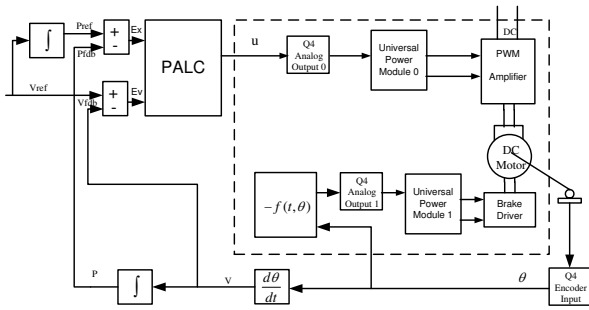 Pref
Pfdb
+
-
Ex
∫
Vref
Vfdb
+
-
Ev
PALC
u
Q4
Analog
Output 0
Universal
Power
Module 0
DC
PWM
Amplifier
DC
Motor
−f(t,θ)
Q4
Analog
Output 1
Universal
Power
Module 1
Brake
Driver
P
∫
V
dθ
dt
θ
Q4
Encoder
Input